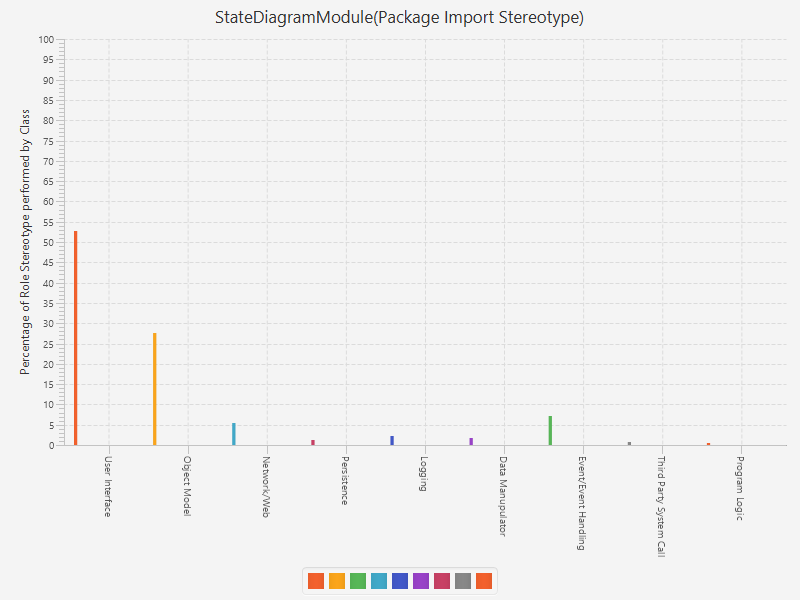 StateDiagramModule(Package Import Stereotype)
Percentage of Role Stereotype performed by Class
100
95
90
85
80
75
70
65
60
55
50
45
40
35
30
25
20
15
10
5
0
User Interface
Object Model
Network/Web
Persistence
Logging
Data Manupulator
Event/Event Handling
Third Party System Call
Program Logic